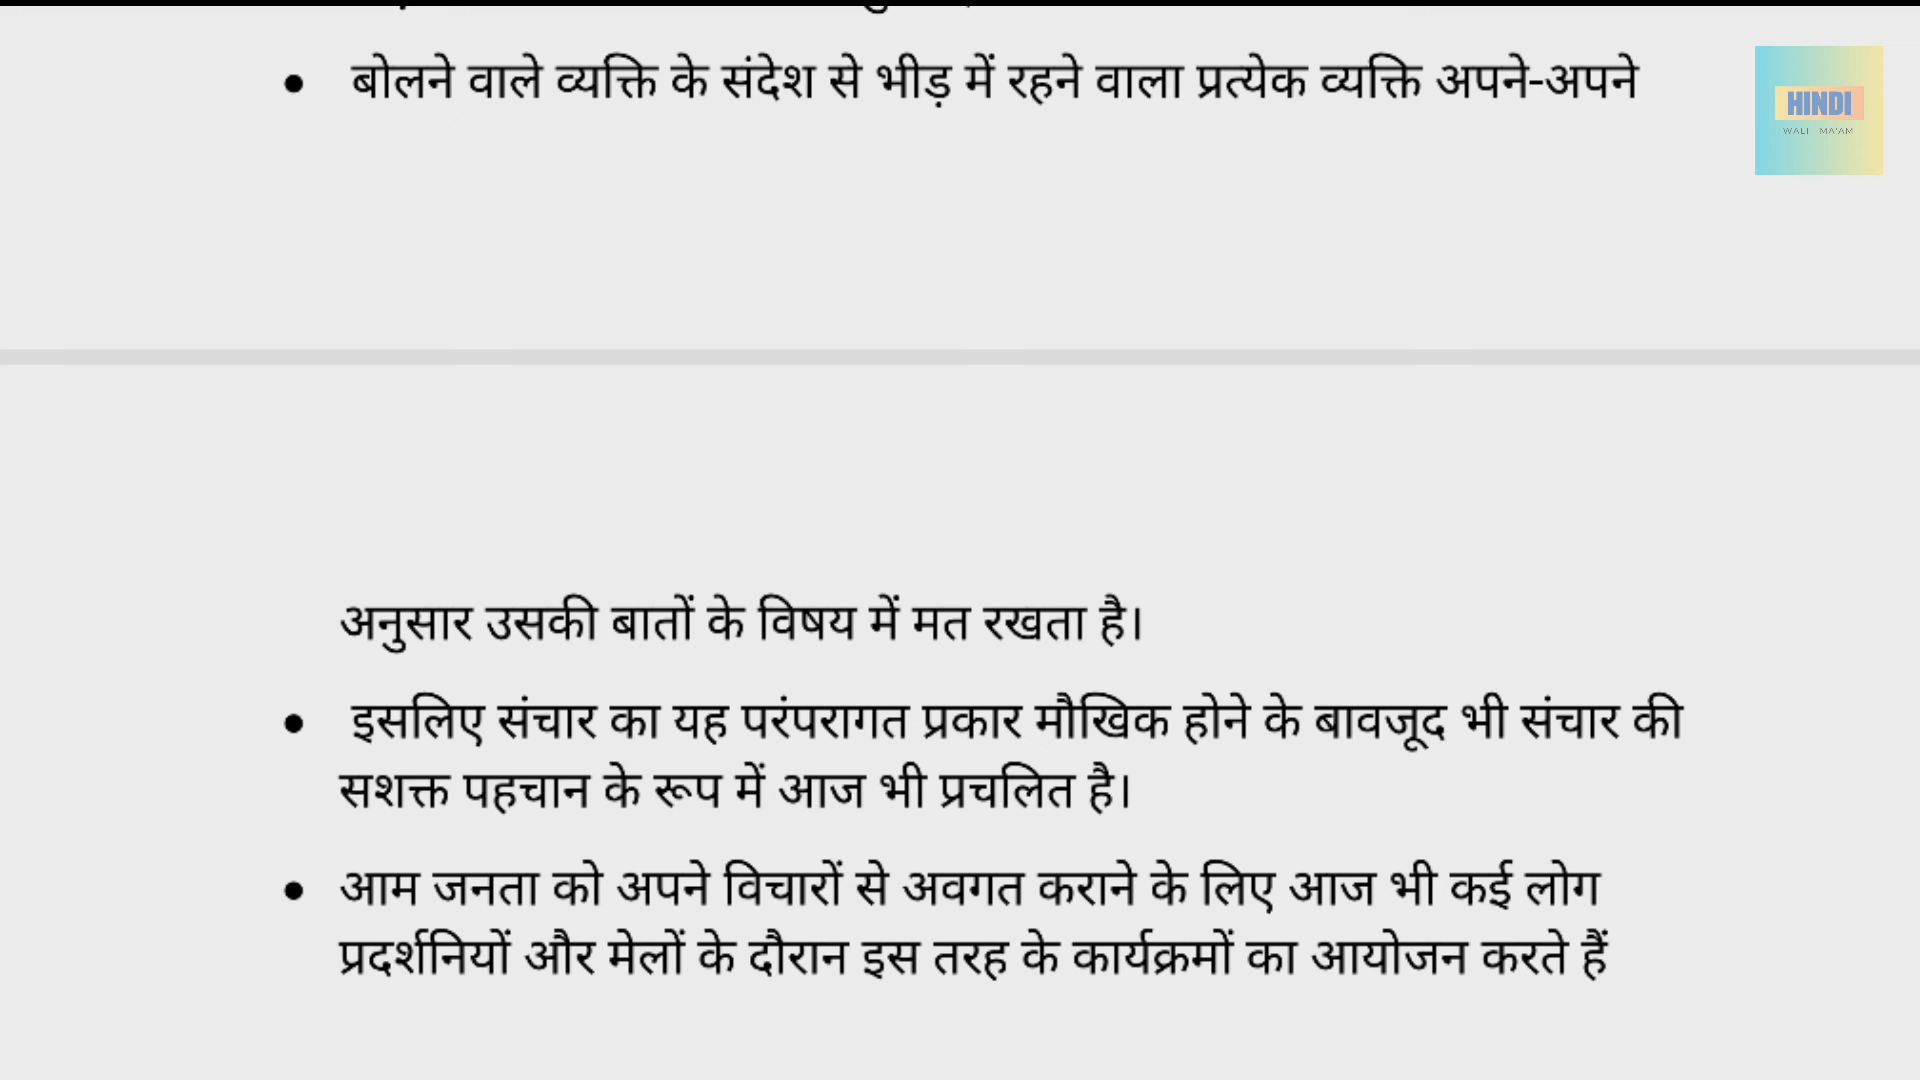 • बोलने वाले व्यक्ति के संदेश से भीड़ में रहने वाला प्रत्येक व्यक्ति अपने-अपने
HINDI
WALI MA'AM
अनुसार उसकी बातों के विषय में मत रखता है।
• इसलिए संचार का यह परंपरागत प्रकार मौखिक होने के बावजूद भी संचार की
सशक्त पहचान के रूप में आज भी प्रचलित है।
• आम जनता को अपने विचारों से अवगत कराने के लिए आज भी कई लोग
प्रदर्शनियों और मेलों के दौरान इस तरह के कार्यक्रमों का आयोजन करते हैं